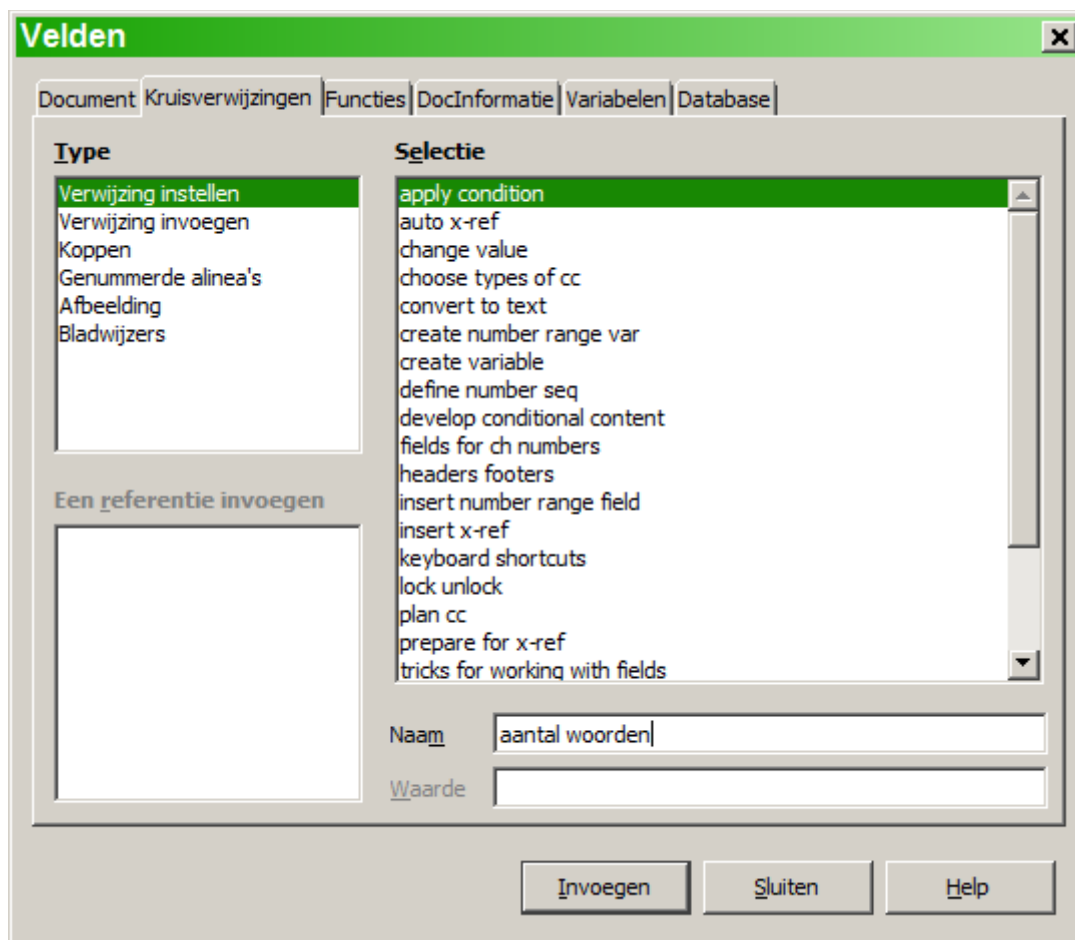 Velden
Document Kruisverwijzingen Functies DocInformatie Variabelen Database
Type
Verwijzing instellen
Verwijzing invoegen
Koppen
Genummerde alinea's
Afbeelding
Bladwijzers
Een referentie invoegen
Selectie
apply condition
auto x-ref
change value
choose types of cc
convert to text
create number range var
create variable
define number seq
develop conditional content
fields for ch numbers
headers footers
insert number range field
insert x-ref
keyboard shortcuts
lock unlock
plan cc
prepare for x-ref
tricks for working with fields
Naam aantal woorden
Waarde
Invoegen Sluiten Help